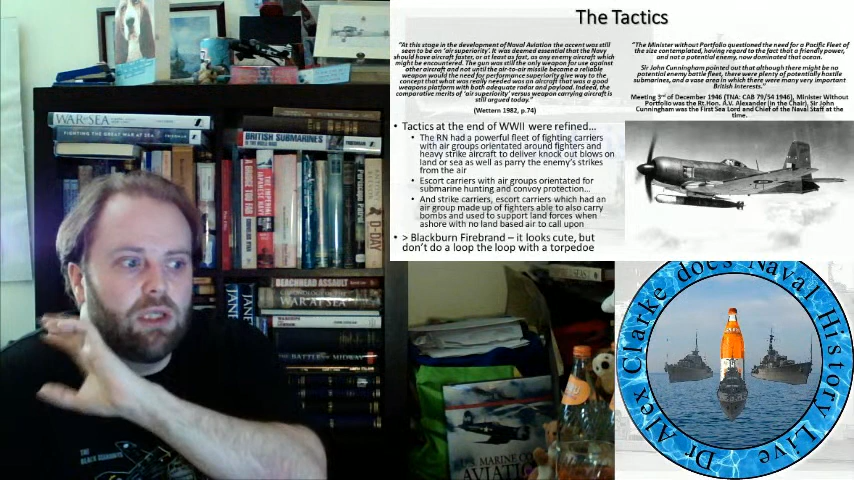 The Tactics
"At this stage in the development of Naval Aviation the accent was still
seen to be on 'air superiority'. It was deemed essential that the Navy
should have aircraft faster, or at least as fast, as any enemy aircraft which
might be encountered. The gun was still the only weapon for use against
other aircraft and not until the air-to-air missile became a reliable
weapon would the need for performance superiority give way to the
concept that what was really needed was an aircraft that was a good
weapons platform with both adequate radar and payload. Indeed, the
comparative merits of 'air superiority' versus weapon carrying aircraft is
still argued today."
(Wettern 1982, p.74)
"The Minister without Portfolio questioned the need for a Pacific Fleet of
the size contemplated, having regard to the fact that a friendly power,
and not a potential enemy, now dominated that ocean.
Sir John Cunningham pointed out that although there might be no
potential enemy battle fleet, there were plenty of potentially hostile
submarines, and a vase area in which there were many very important
British Interests."
Meeting 3rd of December 1946 (TNA: CAB 79/54 1946), Minister Without
Portfolio was the Rt.Hon. A.V. Alexander (in the Chair), Sir John
Cunningham was the First Sea Lord and Chief of the Naval Staff at the
time.
• Tactics at the end of WWII were refined...
• The RN had a powerful fleet of fighting carriers
with air groups orientated around fighters and
heavy strike aircraft to deliver knock out blows on
land or sea as well as parry the enemy's strikes
from the air
• Escort carriers with air groups orientated for
submarine hunting and convoy protection...
• And strike carriers, escort carriers which had an
air group made up of fighters able to also carry
bombs and used to support land forces when
ashore with no land based air to call upon
• > Blackburn Firebrand – it looks cute, but
don't do a loop the loop with a torpedoe
WAR AT SEA
FIGHTING THE GREAT WAR AT SEA
BRITISH SUBMARINES
D-DAY
BEACHHEAD ASSAULT
WAR AT SEA
JANE
JANE
THE BATTLE OF MIDWAY
U.S. MARINE CO
AVIATIO
Dr Alex Clarke does Naval History Live